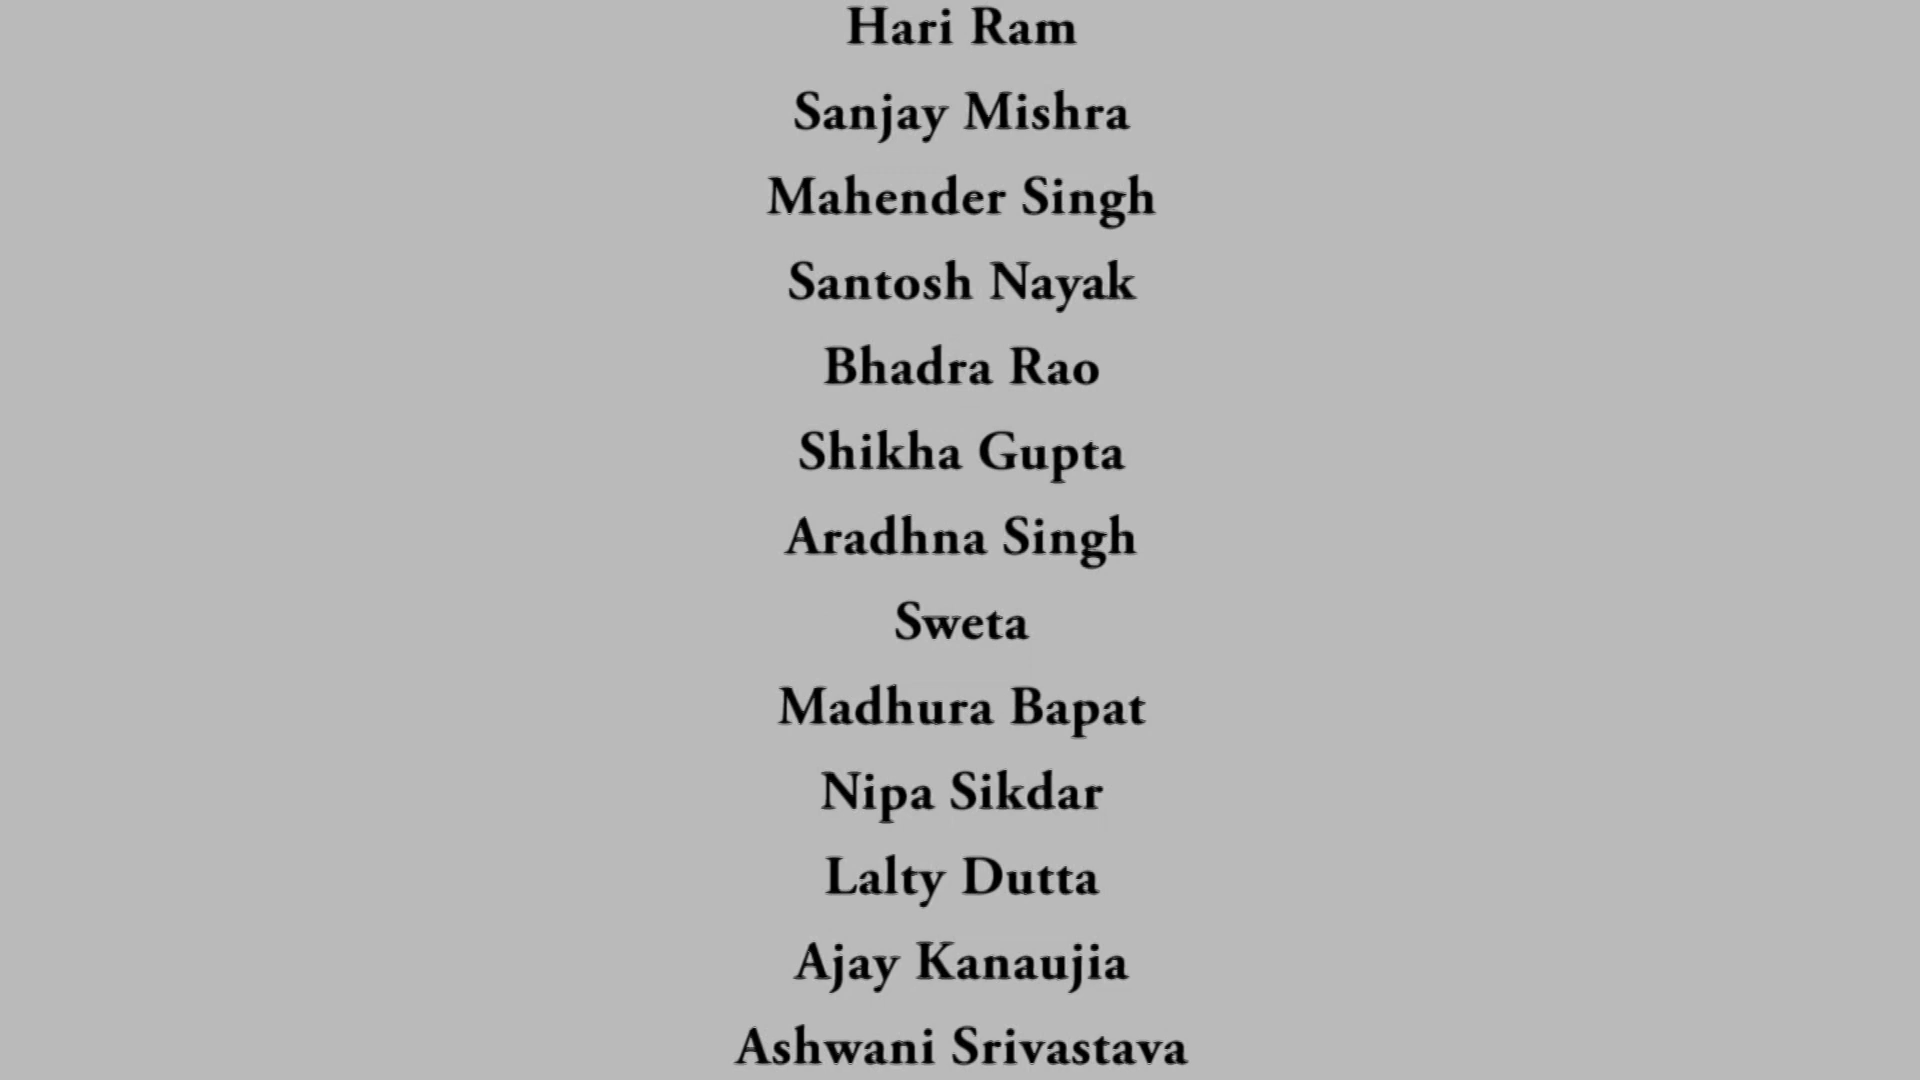 Hari Ram
Sanjay Mishra
Mahender Singh
Santosh Nayak
Bhadra Rao
Shikha Gupta
Aradhna Singh
Sweta
Madhura Bapat
Nipa Sikdar
Lalty Dutta
Ajay Kanaujia
Ashwani Srivastava